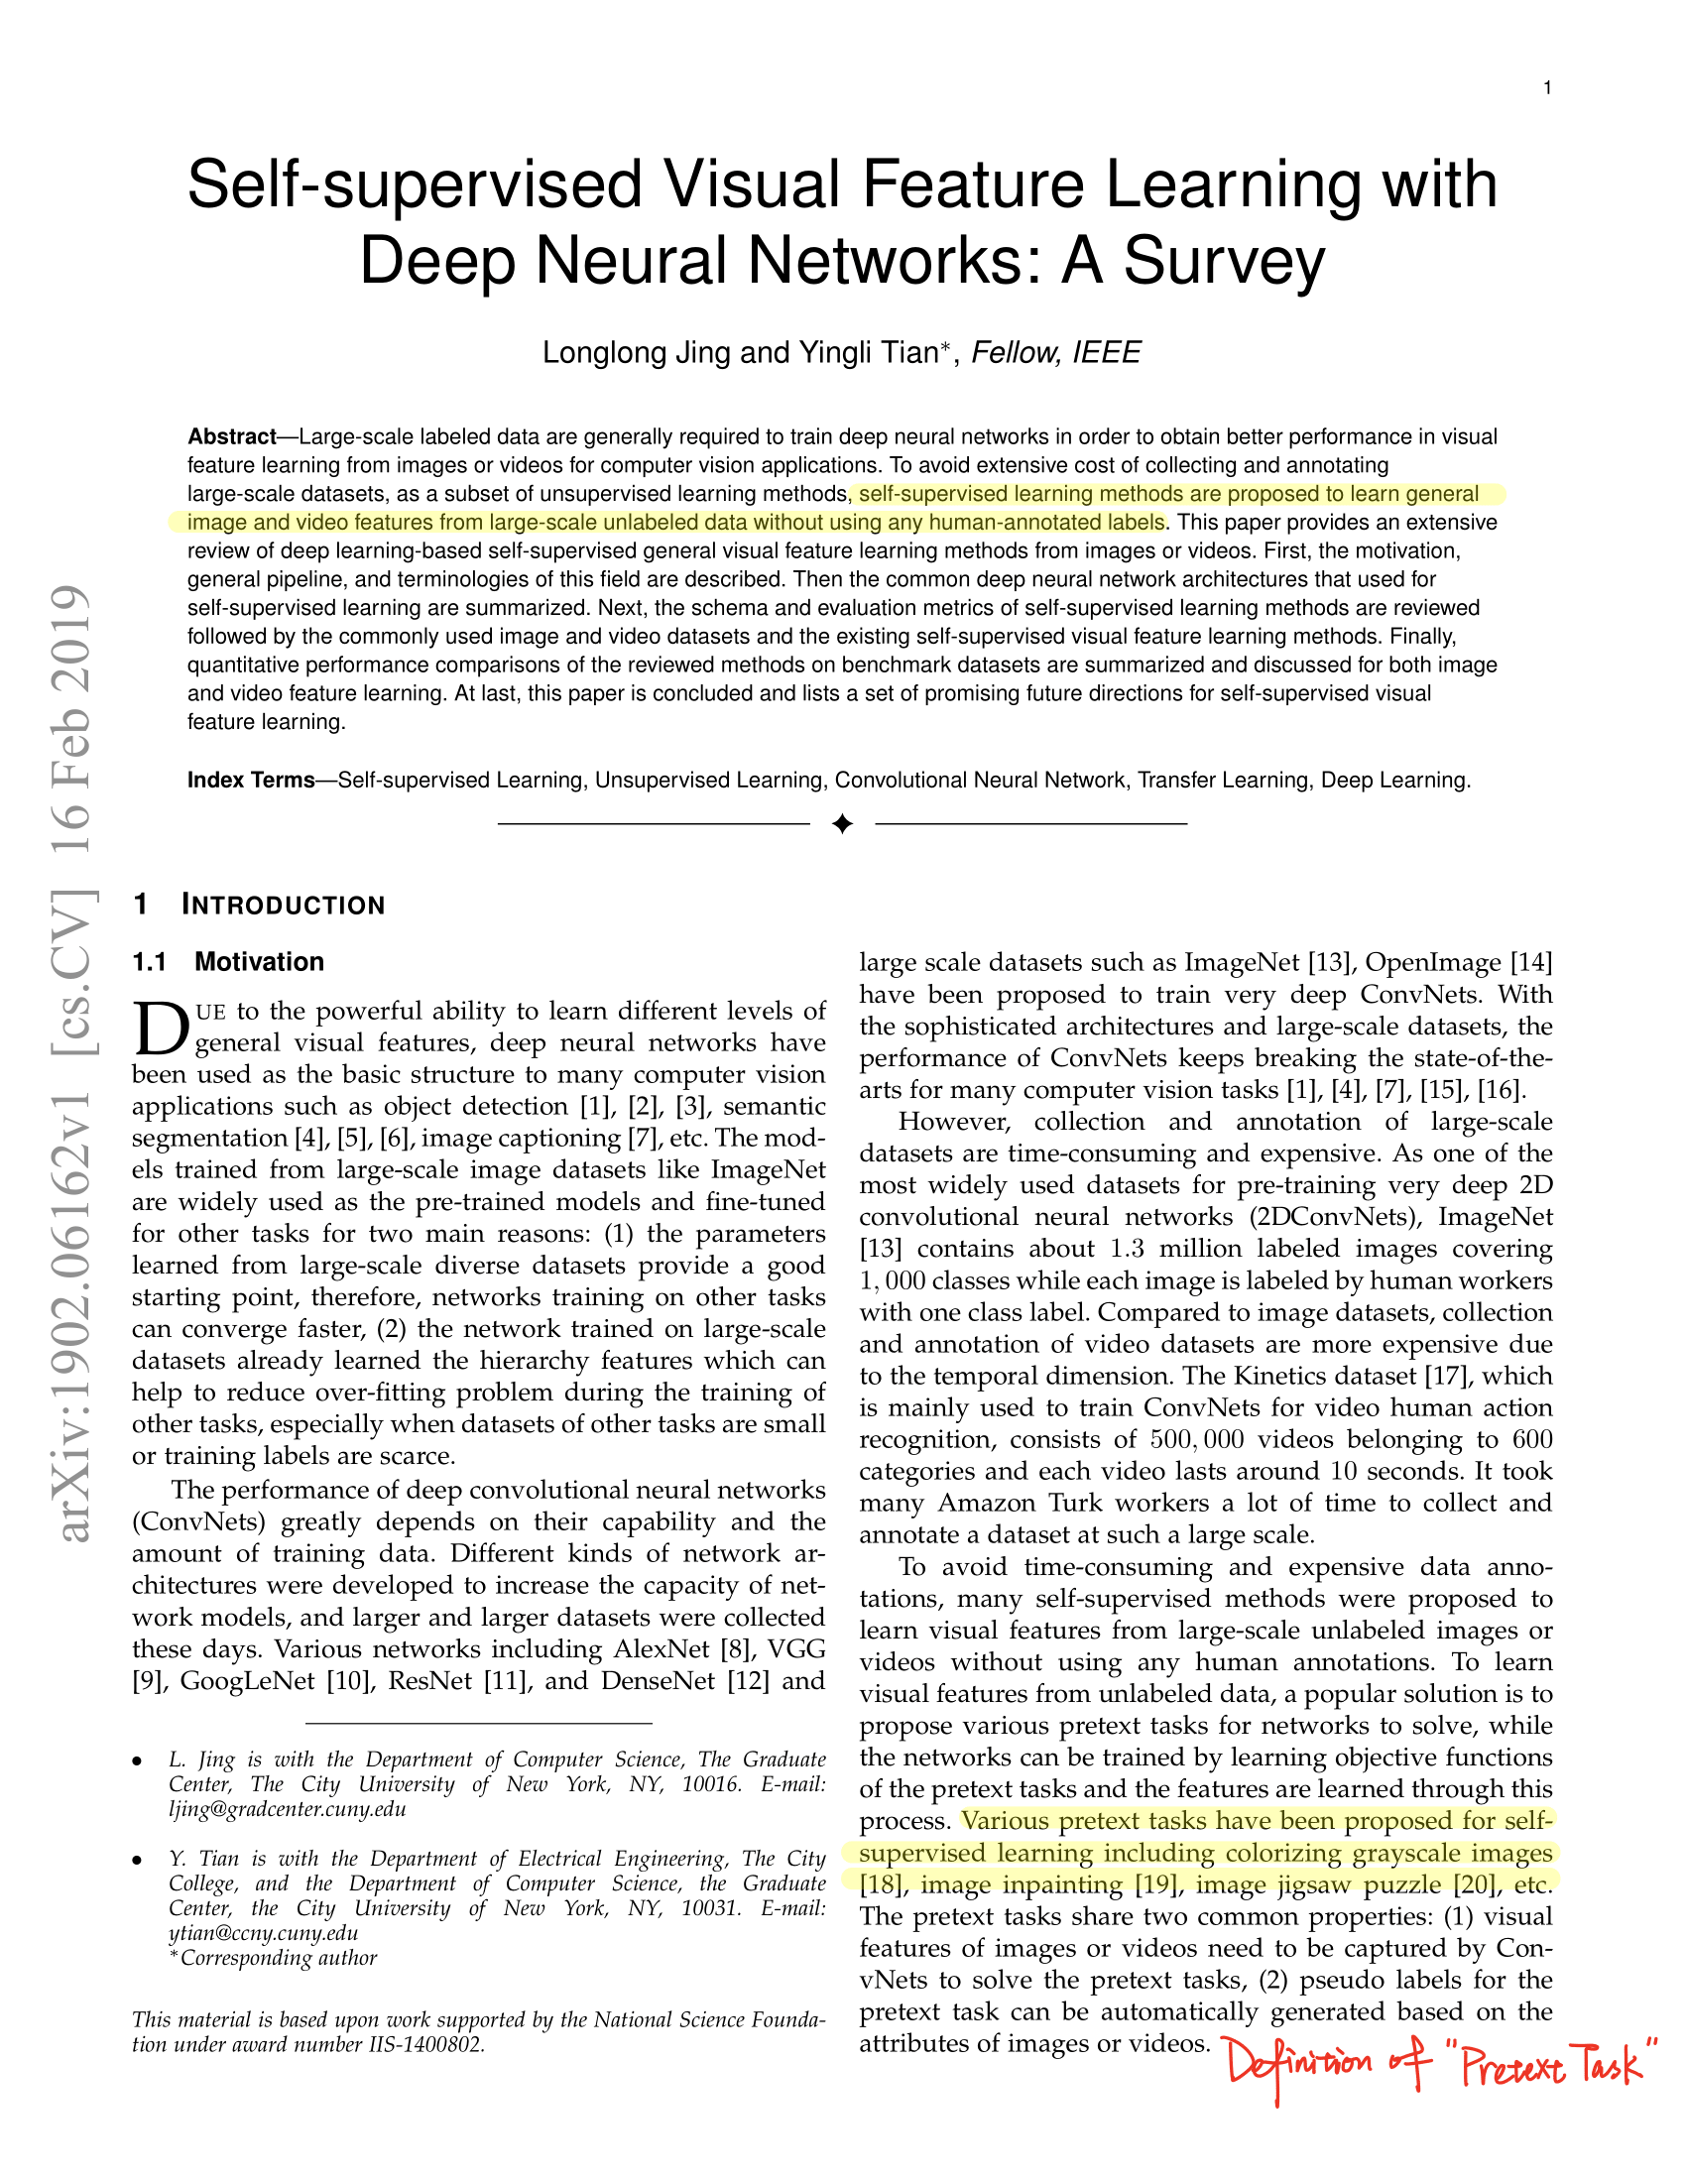 1
Self-supervised Visual Feature Learning with
Deep Neural Networks: A Survey
Longlong Jing and Yingli Tian*, Fellow, IEEE
Abstract—Large-scale labeled data are generally required to train deep neural networks in order to obtain better performance in visual
feature learning from images or videos for computer vision applications. To avoid extensive cost of collecting and annotating
large-scale datasets, as a subset of unsupervised learning methods, self-supervised learning methods are proposed to learn general
image and video features from large-scale unlabeled data without using any human-annotated labels. This paper provides an extensive
review of deep learning-based self-supervised general visual feature learning methods from images or videos. First, the motivation,
general pipeline, and terminologies of this field are described. Then the common deep neural network architectures that used for
self-supervised learning are summarized. Next, the schema and evaluation metrics of self-supervised learning methods are reviewed
followed by the commonly used image and video datasets and the existing self-supervised visual feature learning methods. Finally,
quantitative performance comparisons of the reviewed methods on benchmark datasets are summarized and discussed for both image
and video feature learning. At last, this paper is concluded and lists a set of promising future directions for self-supervised visual
feature learning.
Index Terms—Self-supervised Learning, Unsupervised Learning, Convolutional Neural Network, Transfer Learning, Deep Learning.
arXiv:1902.06162v1 [cs.CV] 16 Feb 2019
1 INTRODUCTION
1.1 Motivation
DUE to the powerful ability to learn different levels of
general visual features, deep neural networks have
been used as the basic structure to many computer vision
applications such as object detection [1], [2], [3], semantic
segmentation [4], [5], [6], image captioning [7], etc. The mod-
els trained from large-scale image datasets like ImageNet
are widely used as the pre-trained models and fine-tuned
for other tasks for two main reasons: (1) the parameters
learned from large-scale diverse datasets provide a good
starting point, therefore, networks training on other tasks
can converge faster, (2) the network trained on large-scale
datasets already learned the hierarchy features which can
help to reduce over-fitting problem during the training of
other tasks, especially when datasets of other tasks are small
or training labels are scarce.
The performance of deep convolutional neural networks
(ConvNets) greatly depends on their capability and the
amount of training data. Different kinds of network ar-
chitectures were developed to increase the capacity of net-
work models, and larger and larger datasets were collected
these days. Various networks including AlexNet [8], VGG
[9], GoogLeNet [10], ResNet [11], and DenseNet [12] and
• L. Jing is with the Department of Computer Science, The Graduate
Center, The City University of New York, NY, 10016. E-mail:
ljing@gradcenter.cuny.edu
• Y. Tian is with the Department of Electrical Engineering, The City
College, and the Department of Computer Science, the Graduate
Center, the City University of New York, NY, 10031. E-mail:
ytian@ccny.cuny.edu
*Corresponding author
This material is based upon work supported by the National Science Founda-
tion under award number IIS-1400802.
large scale datasets such as ImageNet [13], OpenImage [14]
have been proposed to train very deep ConvNets. With
the sophisticated architectures and large-scale datasets, the
performance of ConvNets keeps breaking the state-of-the-
arts for many computer vision tasks [1], [4], [7], [15], [16].
However, collection and annotation of large-scale
datasets are time-consuming and expensive. As one of the
most widely used datasets for pre-training very deep 2D
convolutional neural networks (2DConvNets), ImageNet
[13] contains about 1.3 million labeled images covering
1, 000 classes while each image is labeled by human workers
with one class label. Compared to image datasets, collection
and annotation of video datasets are more expensive due
to the temporal dimension. The Kinetics dataset [17], which
is mainly used to train ConvNets for video human action
recognition, consists of 500, 000 videos belonging to 600
categories and each video lasts around 10 seconds. It took
many Amazon Turk workers a lot of time to collect and
annotate a dataset at such a large scale.
To avoid time-consuming and expensive data anno-
tations, many self-supervised methods were proposed to
learn visual features from large-scale unlabeled images or
videos without using any human annotations. To learn
visual features from unlabeled data, a popular solution is to
propose various pretext tasks for networks to solve, while
the networks can be trained by learning objective functions
of the pretext tasks and the features are learned through this
process. Various pretext tasks have been proposed for self-
supervised learning including colorizing grayscale images
[18], image inpainting [19], image jigsaw puzzle [20], etc.
The pretext tasks share two common properties: (1) visual
features of images or videos need to be captured by Con-
vNets to solve the pretext tasks, (2) pseudo labels for the
pretext task can be automatically generated based on the
attributes of images or videos.
Definition of "Pretext Task"